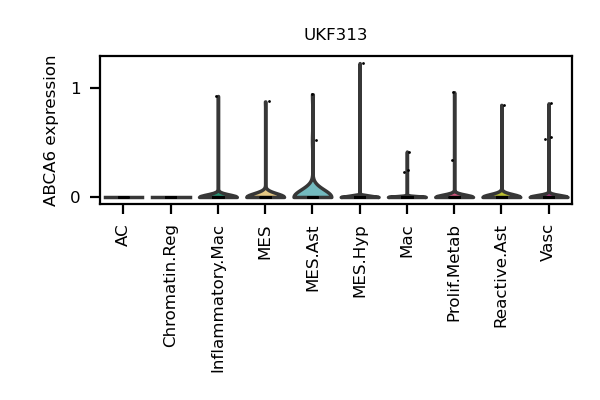 UKF313
ABCA6 expression
1
0
AC
Chromatin.Reg
Inflammatory.Mac
MES
MES.Ast
MES.Hyp
Mac
Prolif.Metab
Reactive.Ast
Vasc